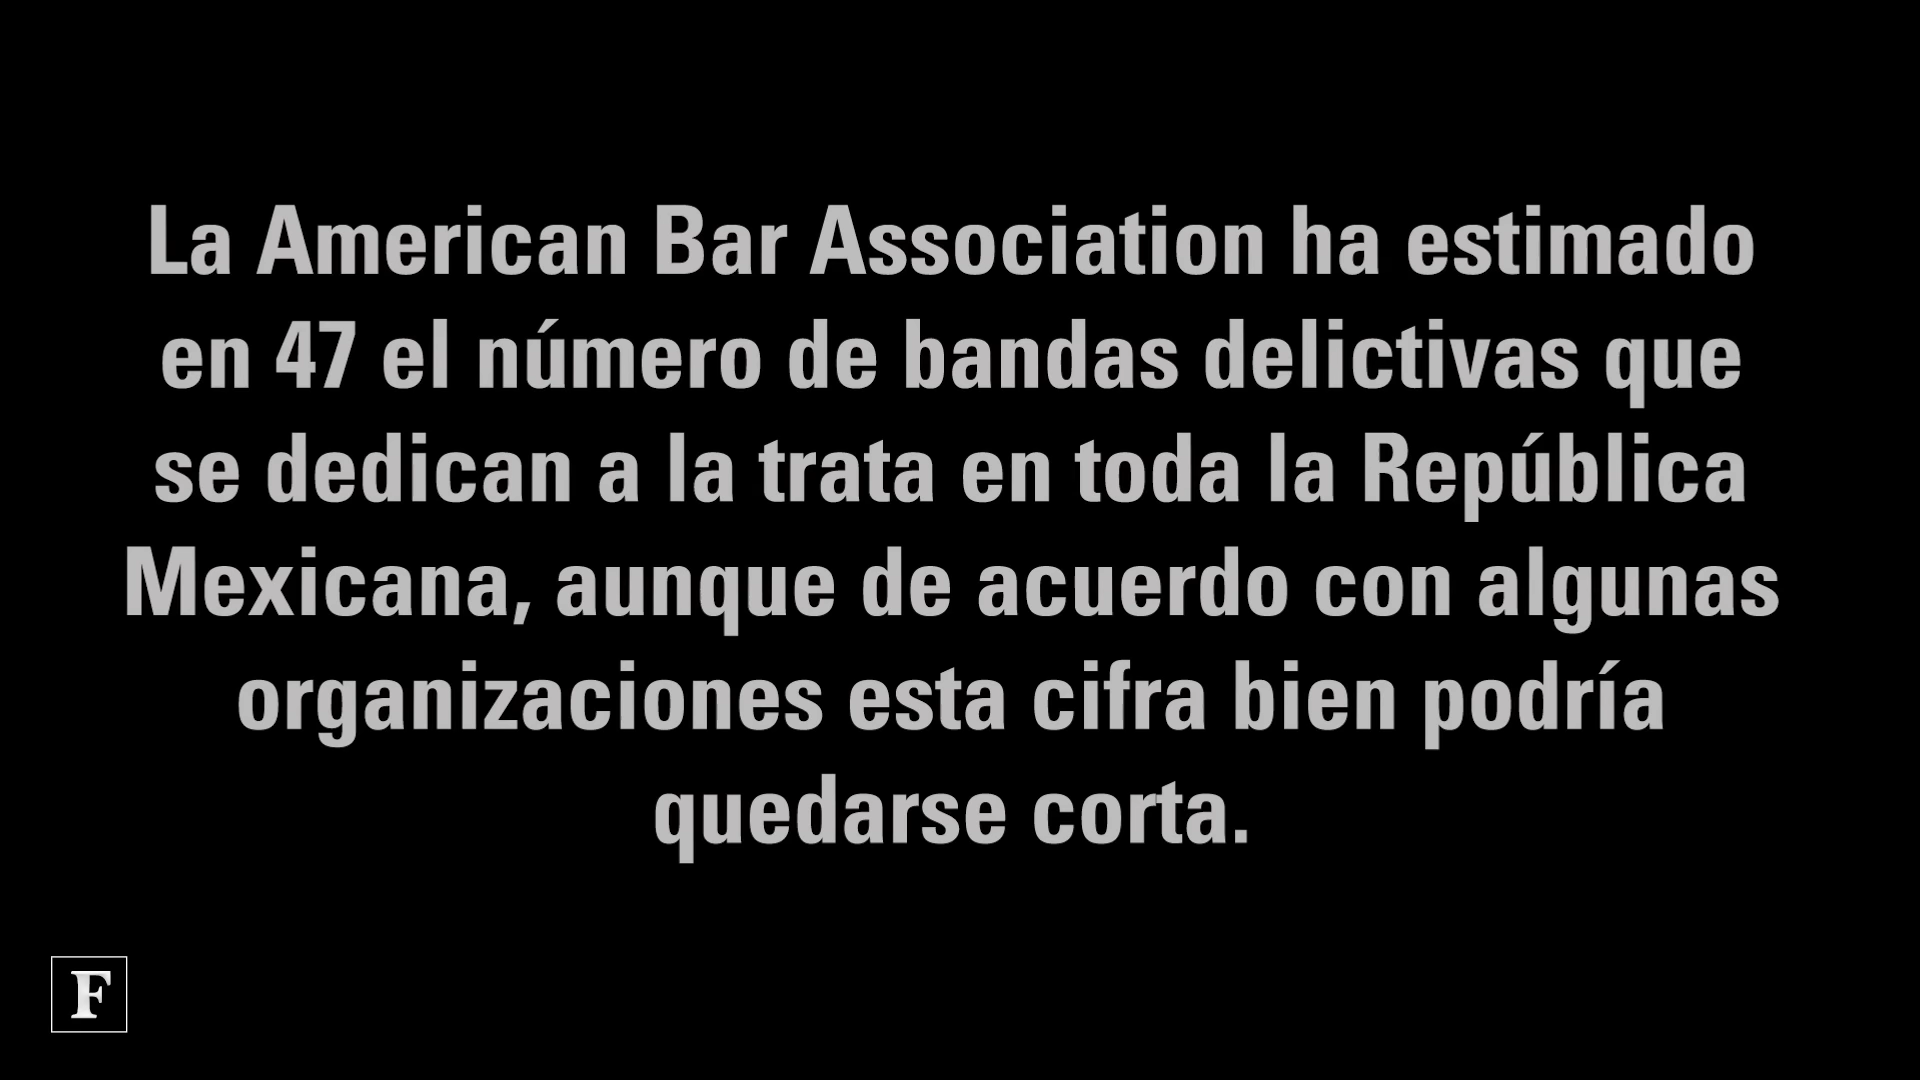 La American Bar Association ha estimado
en 47 el número de bandas delictivas que
se dedican a la trata en toda la República
Mexicana, aunque de acuerdo con algunas
organizaciones esta cifra bien podría
quedarse corta.
F